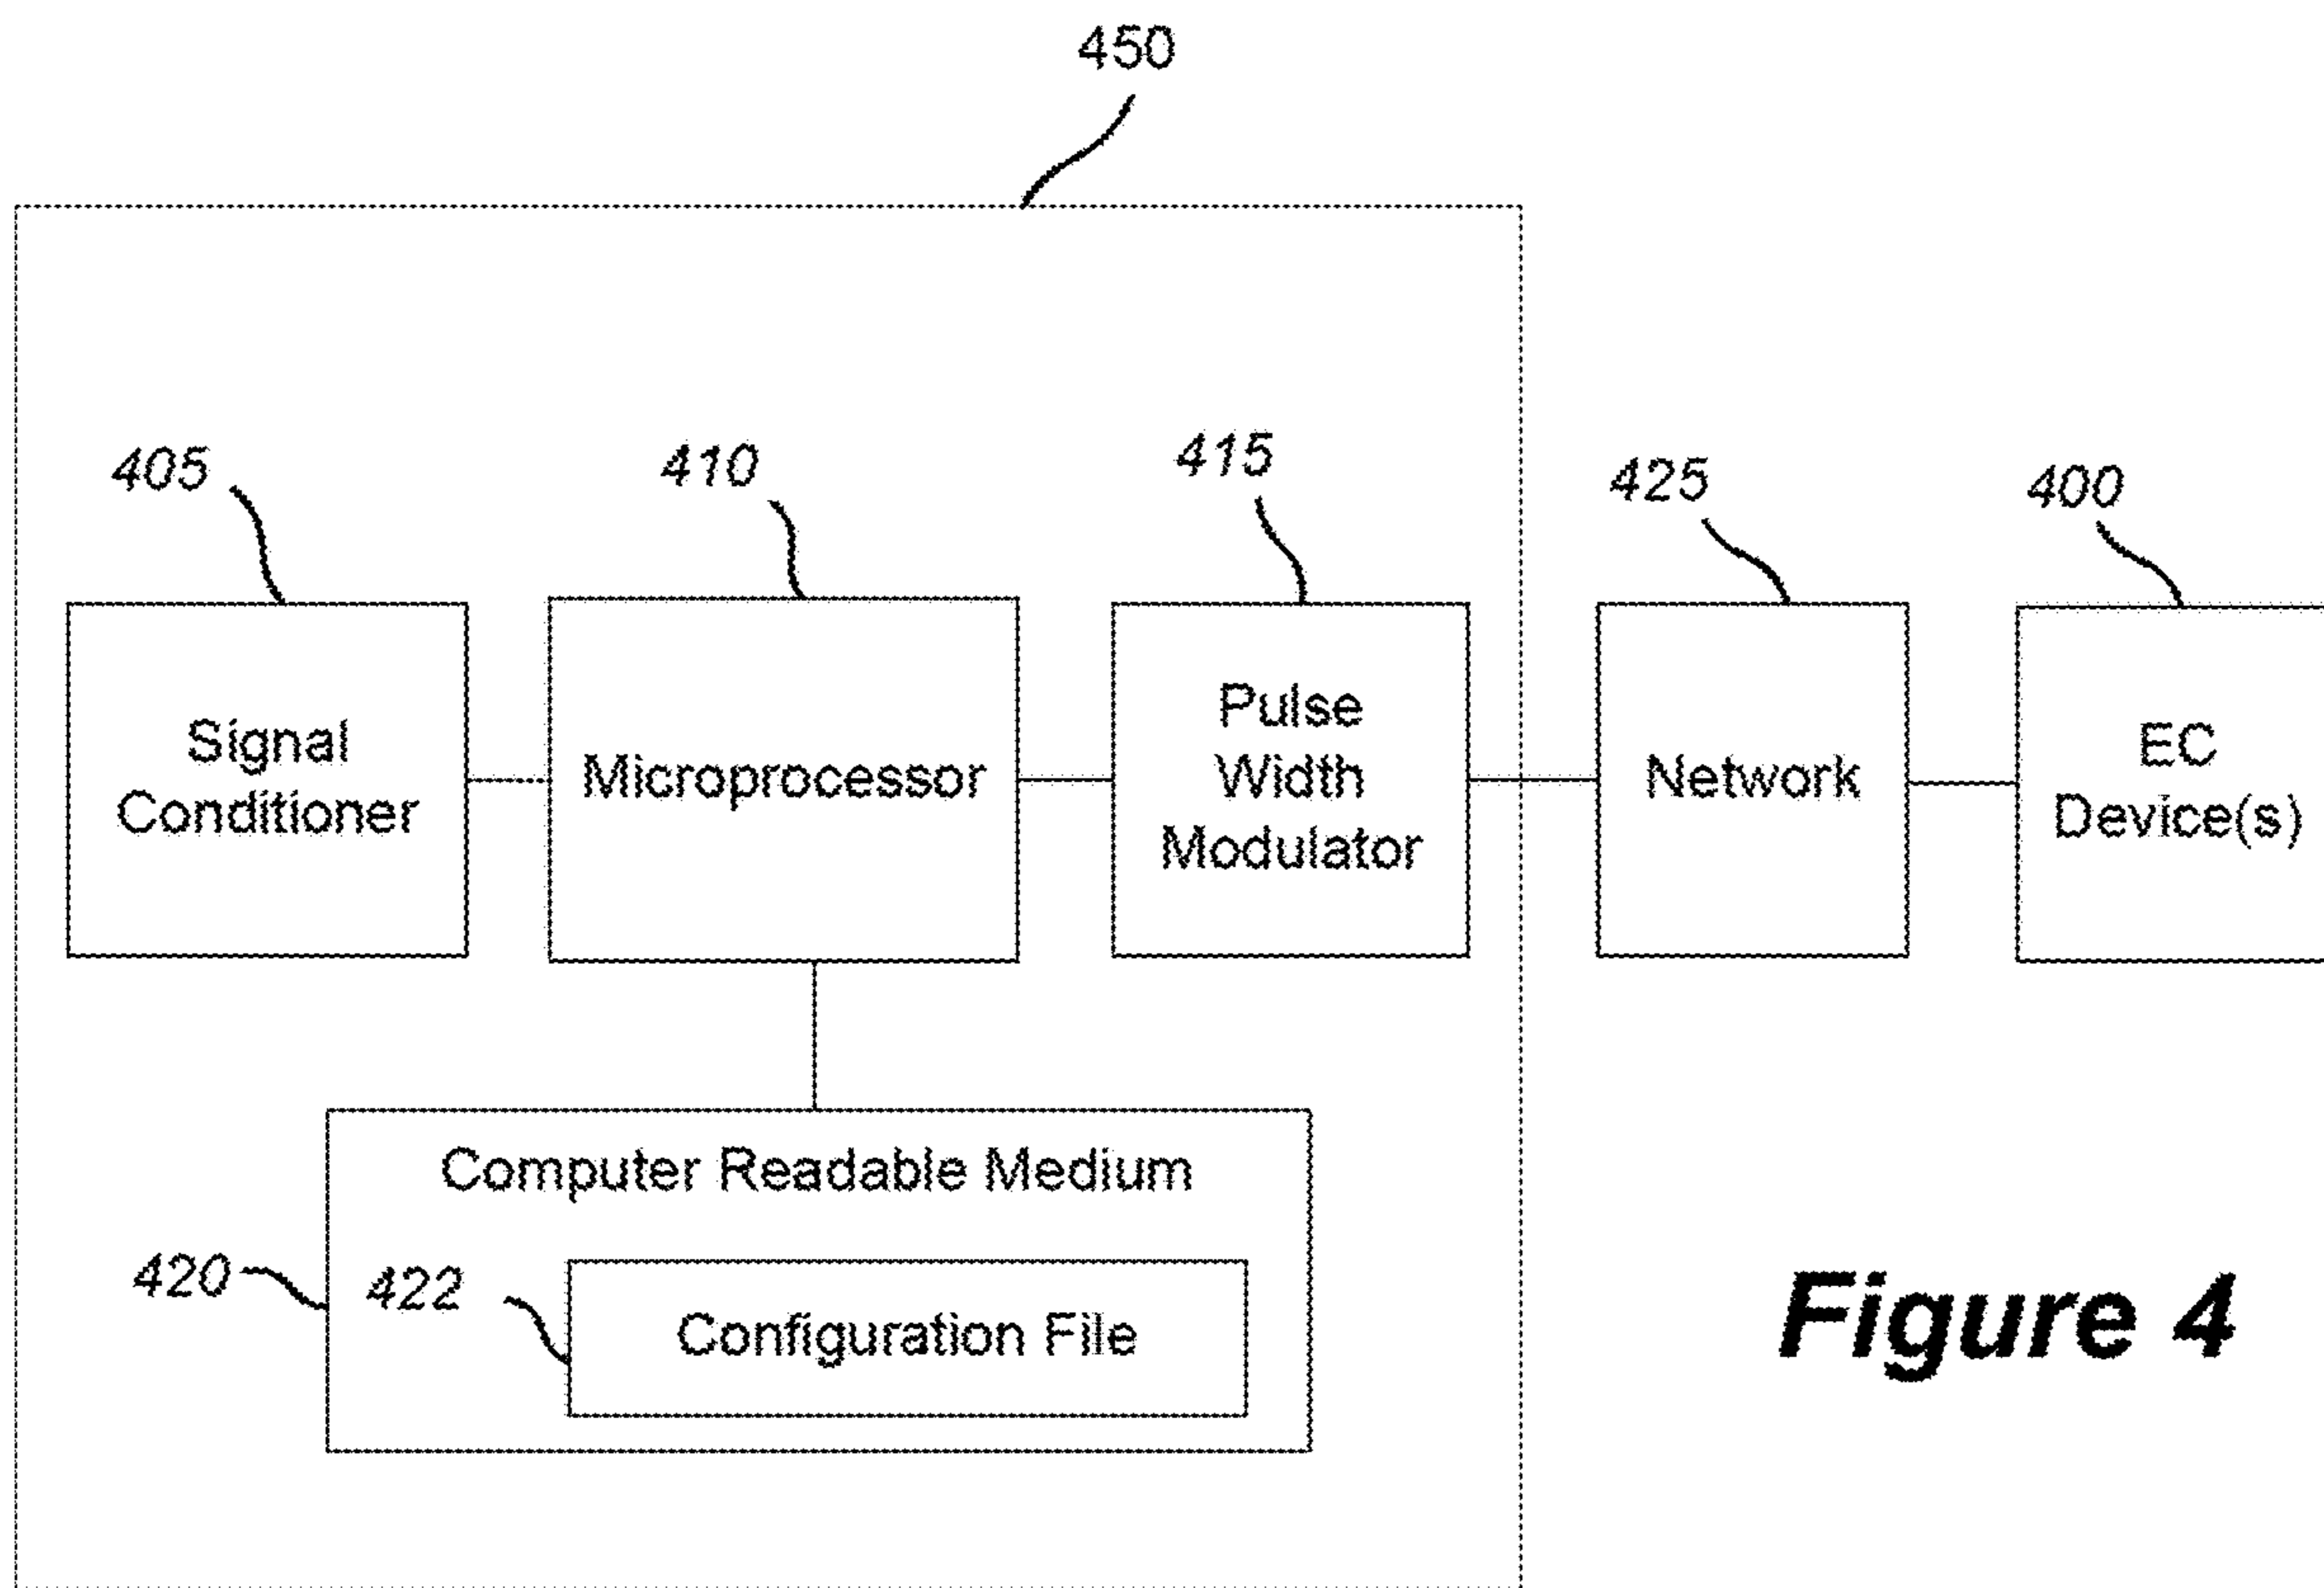 450
405
410
415
425
400
Signal
Conditioner
Microprocessor
Pulse
Width
Modulator
Network
EC
Device(s)
Computer Readable Medium
420
422
Configuration File
Figure 4